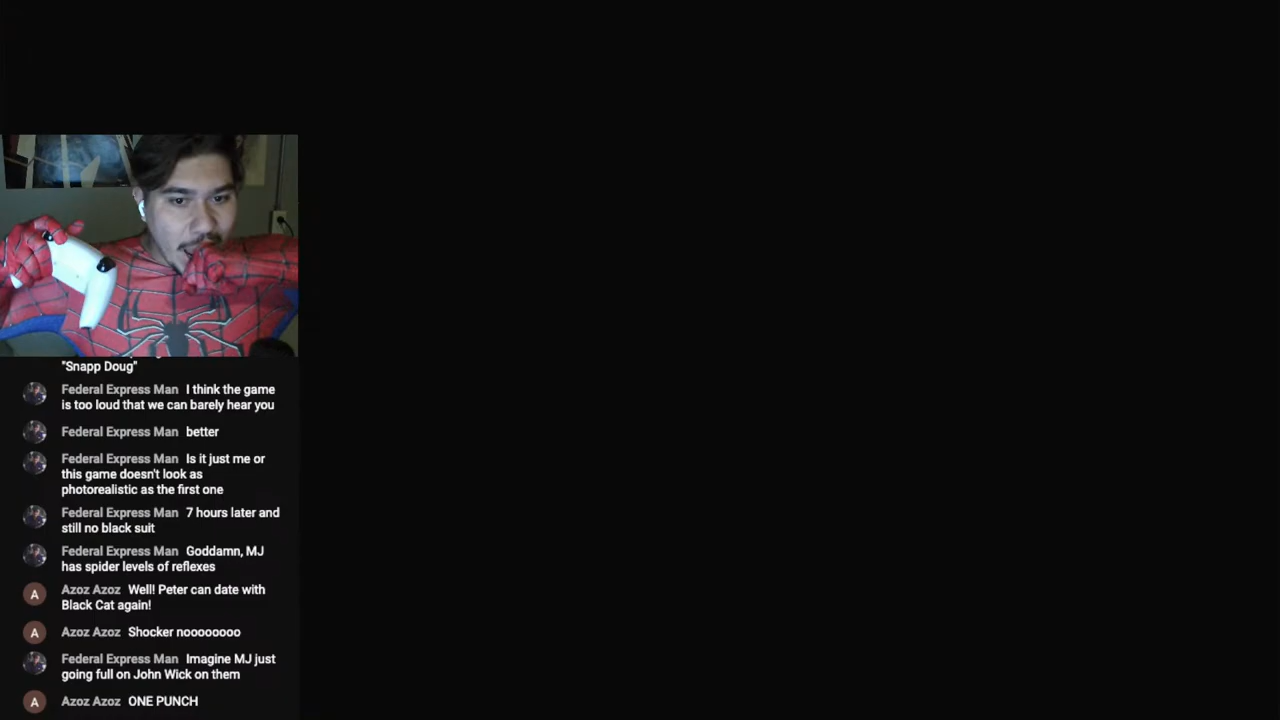 "Snapp Doug"
Federal Express Man I think the game
is too loud that we can barely hear you
Federal Express Man better
Federal Express Man Is it just me or
this game doesn't look as
photorealistic as the first one
Federal Express Man 7 hours later and
still no black suit
Federal Express Man Goddamn, MJ
has spider levels of reflexes
A Azoz Azoz Well! Peter can date with
Black Cat again!
A Azoz Azoz Shocker noooooooo
Federal Express Man Imagine MJ just
going full on John Wick on them
A Azoz Azoz ONE PUNCH